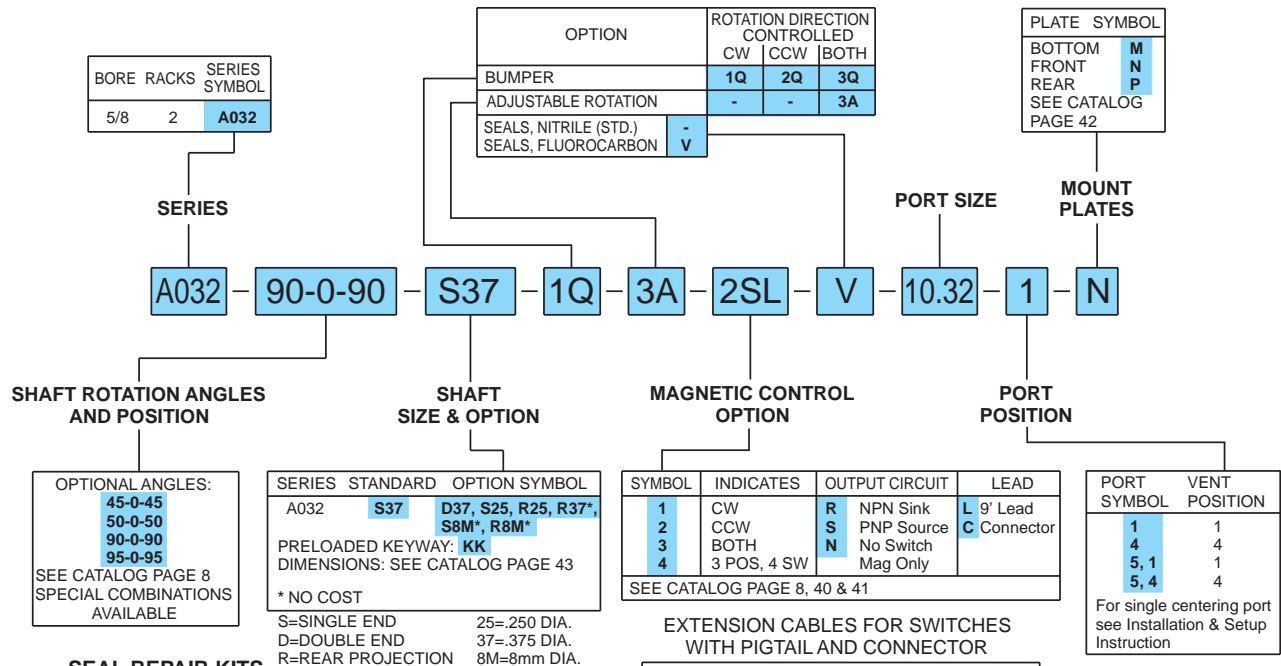 OPTION ROTATION DIRECTION CONTROLLED
CW CCW BOTH
BUMPER 1Q 2Q 3Q
ADJUSTABLE ROTATION - - 3A
SEALS, NITRILE (STD.) -
SEALS, FLUOROCARBON V
PLATE SYMBOL
BOTTOM M
FRONT N
REAR P
SEE CATALOG
PAGE 42
BORE RACKS SERIES SYMBOL
5/8 2 A032
SERIES
PORT SIZE
MOUNT
PLATES
A032 - 90-0-90 - S37 - 1Q - 3A - 2SL - V - 10.32 - 1 - N
SHAFT ROTATION ANGLES
AND POSITION
SHAFT
SIZE & OPTION
MAGNETIC CONTROL
OPTION
PORT
POSITION
OPTIONAL ANGLES:
45-0-45
50-0-50
90-0-90
95-0-95
SEE CATALOG PAGE 8
SPECIAL COMBINATIONS
AVAILABLE
SERIES STANDARD OPTION SYMBOL
A032 S37 D37, S25, R25, R37*,
S8M*, R8M*
PRELOADED KEYWAY: KK
DIMENSIONS: SEE CATALOG PAGE 43
* NO COST
S=SINGLE END 25=.250 DIA.
D=DOUBLE END 37=.375 DIA.
R=REAR PROJECTION 8M=8mm DIA.
SYMBOL INDICATES OUTPUT CIRCUIT LEAD
1 CW R NPN Sink L 9' Lead
2 CCW S PNP Source C Connector
3 BOTH N No Switch
4 3 POS, 4 SW Mag Only
SEE CATALOG PAGE 8, 40 & 41
PORT SYMBOL VENT POSITION
1 1
4 4
5, 1 1
5, 4 4
For single centering port
see Installation & Setup
Instruction
EXTENSION CABLES FOR SWITCHES
WITH PIGTAIL AND CONNECTOR
SEAL REPAIR KITS